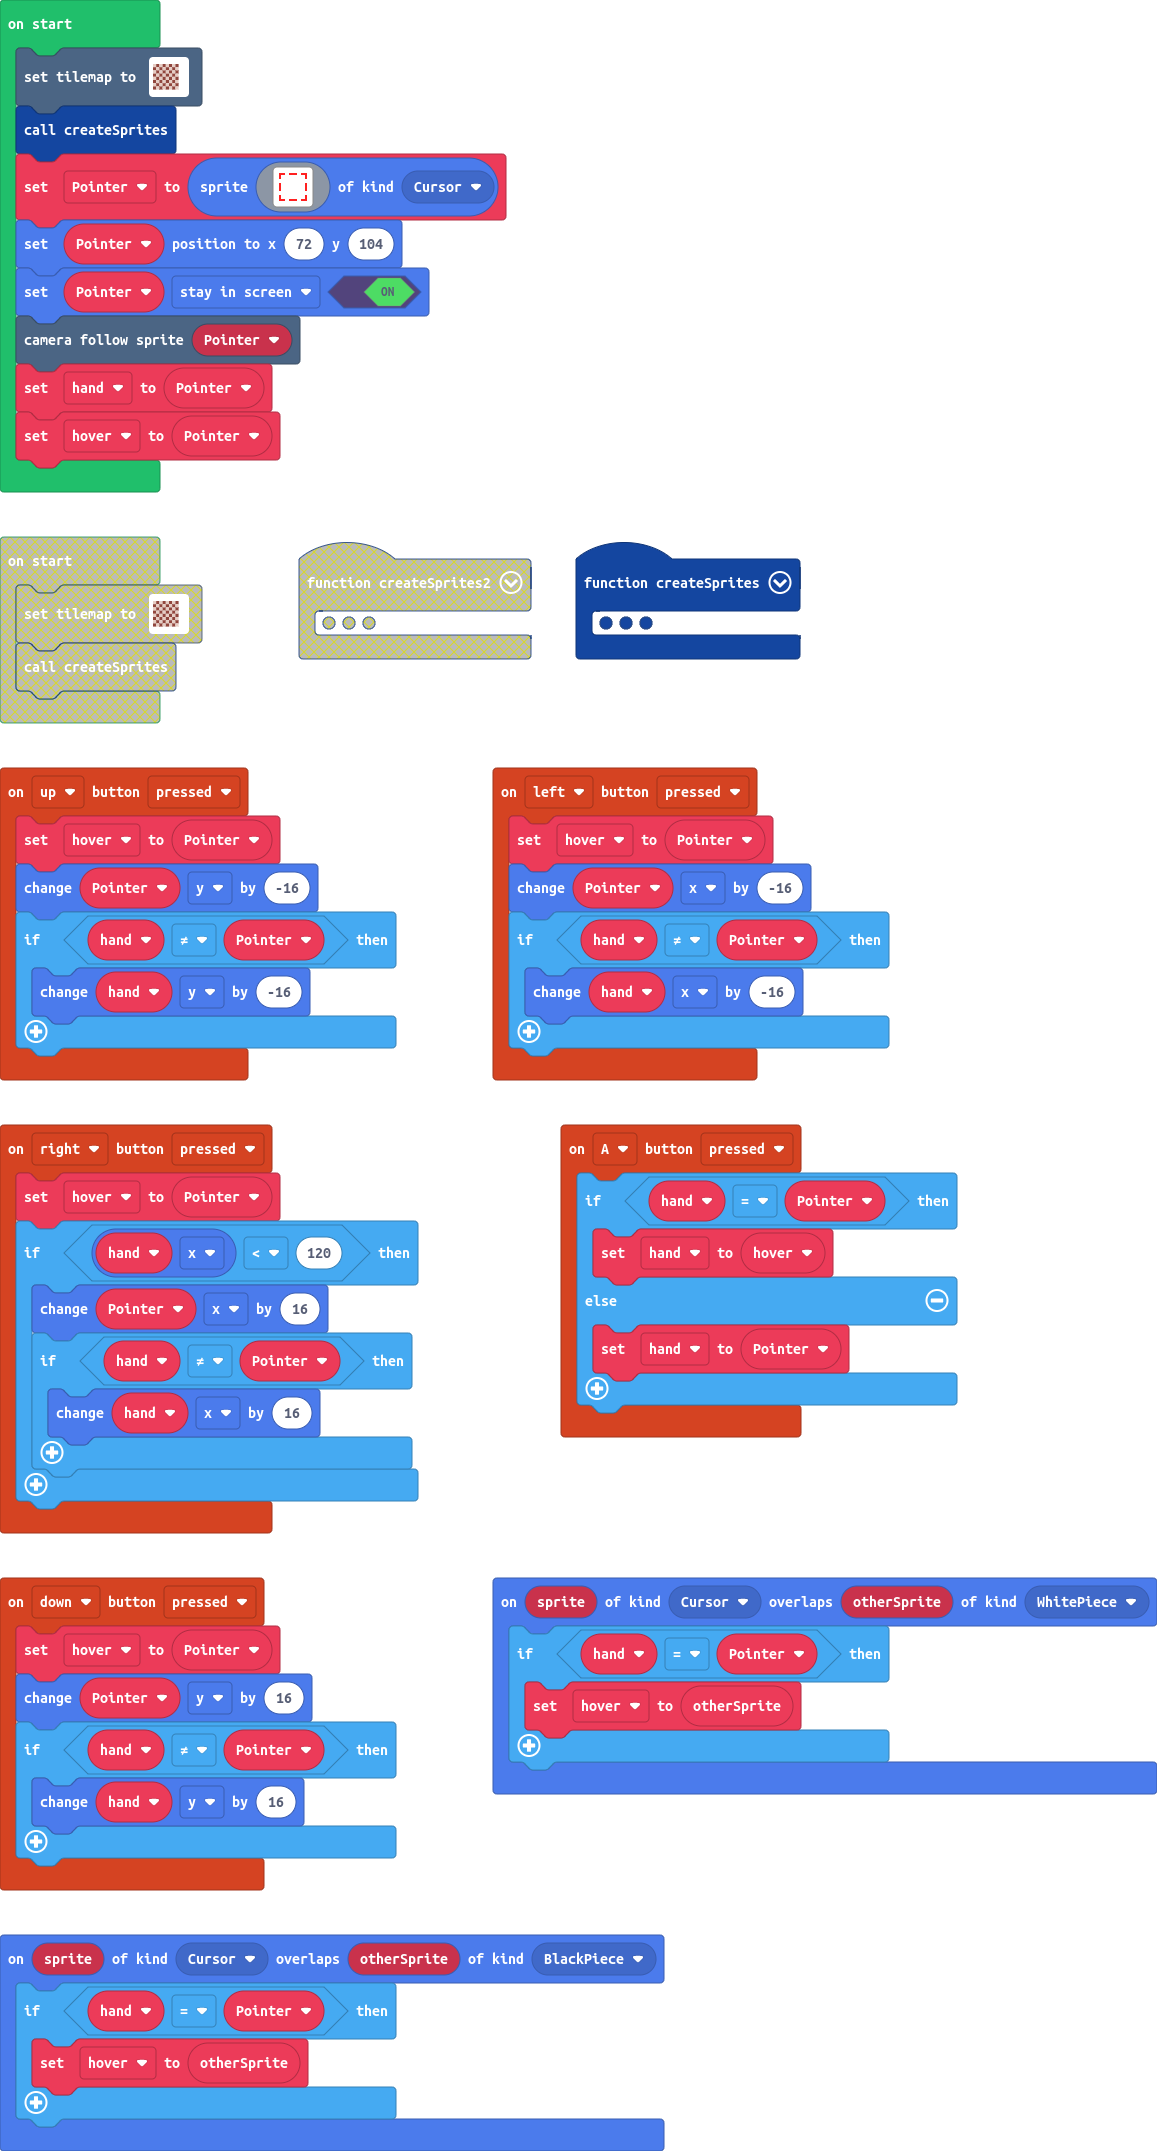 on start
set tilemap to
call createSprites
set Pointer to sprite of kind Cursor
set Pointer position to x 72 y 104
set Pointer stay in screen ON
camera follow sprite Pointer
set hand to Pointer
set hover to Pointer
on start
set tilemap to
call createSprites
function createSprites2
function createSprites
on up button pressed
set hover to Pointer
change Pointer y by -16
if hand ≠ Pointer then
change hand y by -16
on left button pressed
set hover to Pointer
change Pointer x by -16
if hand ≠ Pointer then
change hand x by -16
on right button pressed
set hover to Pointer
if hand x < 120 then
change Pointer x by 16
if hand ≠ Pointer then
change hand x by 16
on A button pressed
if hand = Pointer then
set hand to hover
else
set hand to Pointer
on down button pressed
set hover to Pointer
change Pointer y by 16
if hand ≠ Pointer then
change hand y by 16
on sprite of kind Cursor overlaps otherSprite of kind WhitePiece
if hand = Pointer then
set hover to otherSprite
on sprite of kind Cursor overlaps otherSprite of kind BlackPiece
if hand = Pointer then
set hover to otherSprite